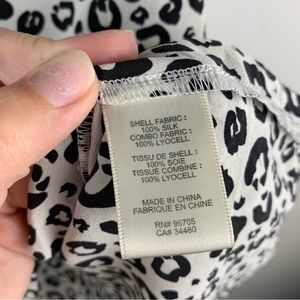 SHELL FABRIC :
100% SILK
COMBO FABRIC :
100% LYOCELL
TISSU DE SHELL :
100% SOIE
TISSU COMBINE :
100% LYOCELL
MADE IN CHINA
FABRIQUE EN CHINE
RN# 96705
CA# 34460